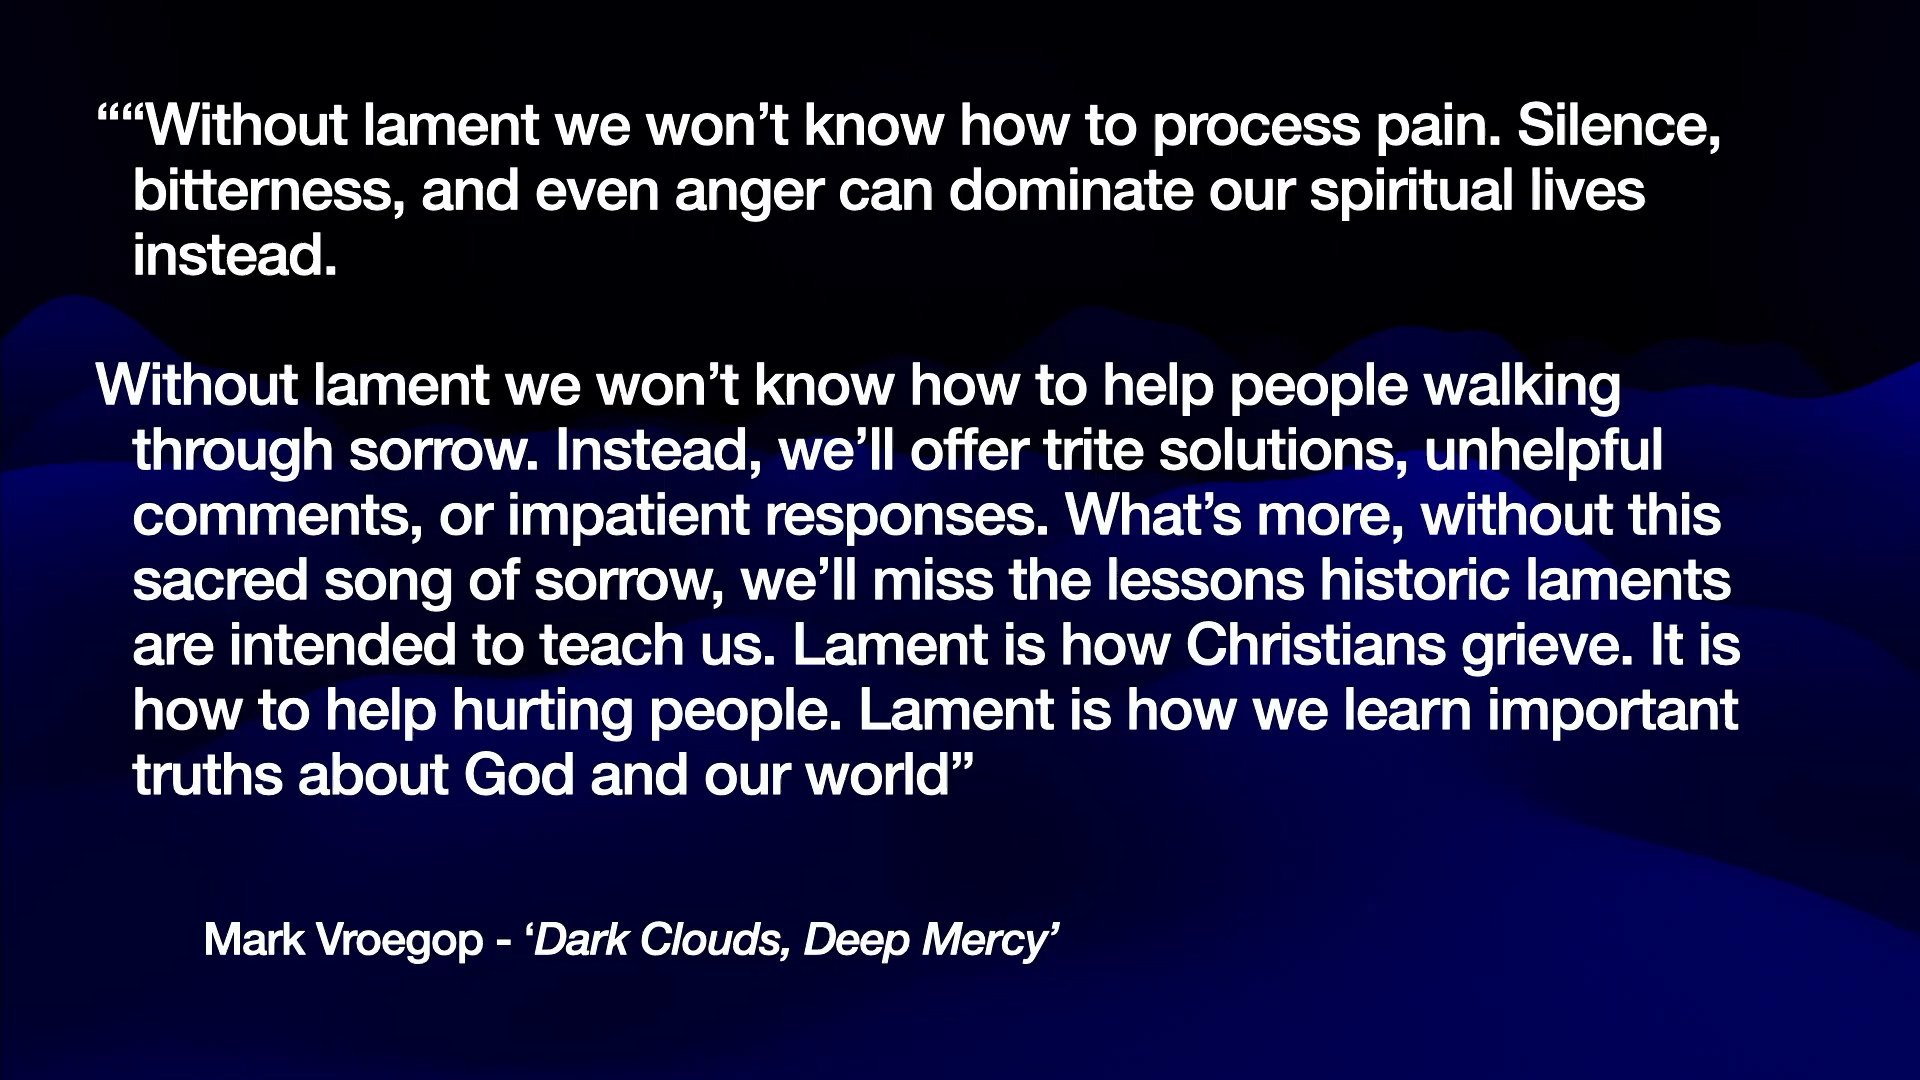 ““Without lament we won’t know how to process pain. Silence,
bitterness, and even anger can dominate our spiritual lives
instead.
Without lament we won’t know how to help people walking
through sorrow. Instead, we’ll offer trite solutions, unhelpful
comments, or impatient responses. What’s more, without this
sacred song of sorrow, we’ll miss the lessons historic laments
are intended to teach us. Lament is how Christians grieve. It is
how to help hurting people. Lament is how we learn important
truths about God and our world”
Mark Vroegop - ‘Dark Clouds, Deep Mercy’